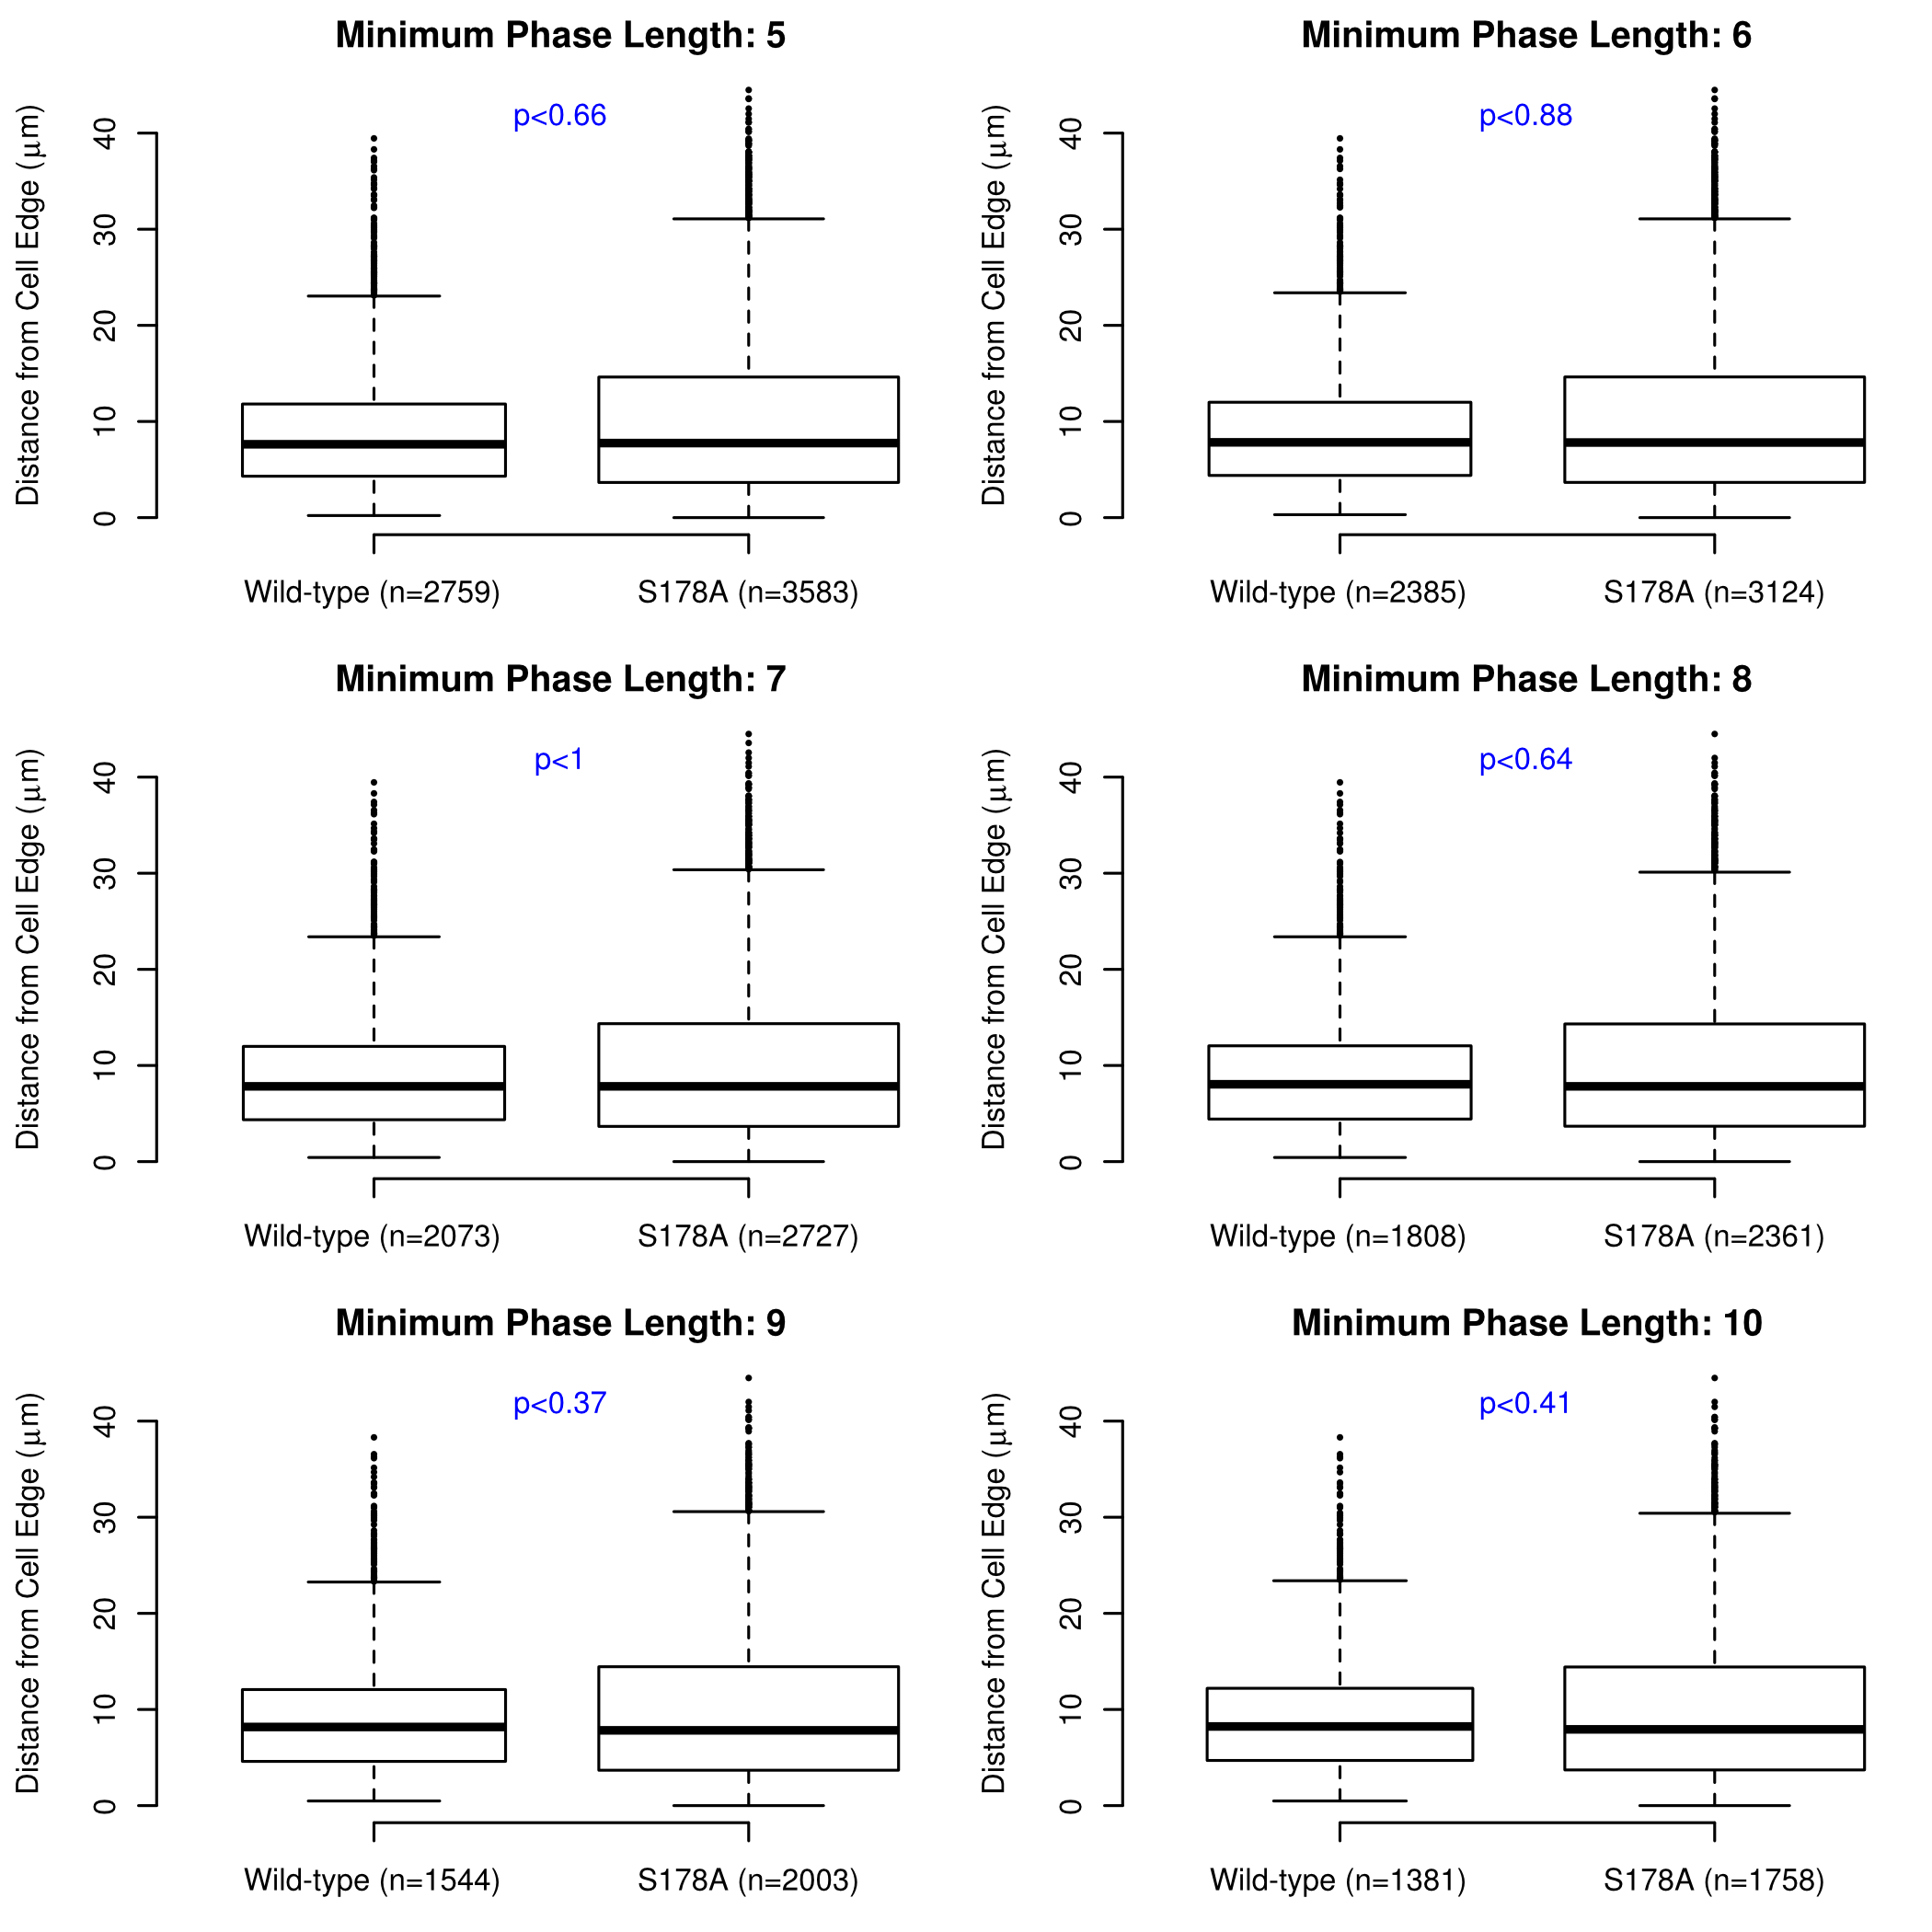 Minimum Phase Length: 5
p<0.66
Distance from Cell Edge (μm)
0 10 20 30 40
Wild-type (n=2759) S178A (n=3583)
Minimum Phase Length: 6
p<0.88
Distance from Cell Edge (μm)
0 10 20 30 40
Wild-type (n=2385) S178A (n=3124)
Minimum Phase Length: 7
p<1
Distance from Cell Edge (μm)
0 10 20 30 40
Wild-type (n=2073) S178A (n=2727)
Minimum Phase Length: 8
p<0.64
Distance from Cell Edge (μm)
0 10 20 30 40
Wild-type (n=1808) S178A (n=2361)
Minimum Phase Length: 9
p<0.37
Distance from Cell Edge (μm)
0 10 20 30 40
Wild-type (n=1544) S178A (n=2003)
Minimum Phase Length: 10
p<0.41
Distance from Cell Edge (μm)
0 10 20 30 40
Wild-type (n=1381) S178A (n=1758)